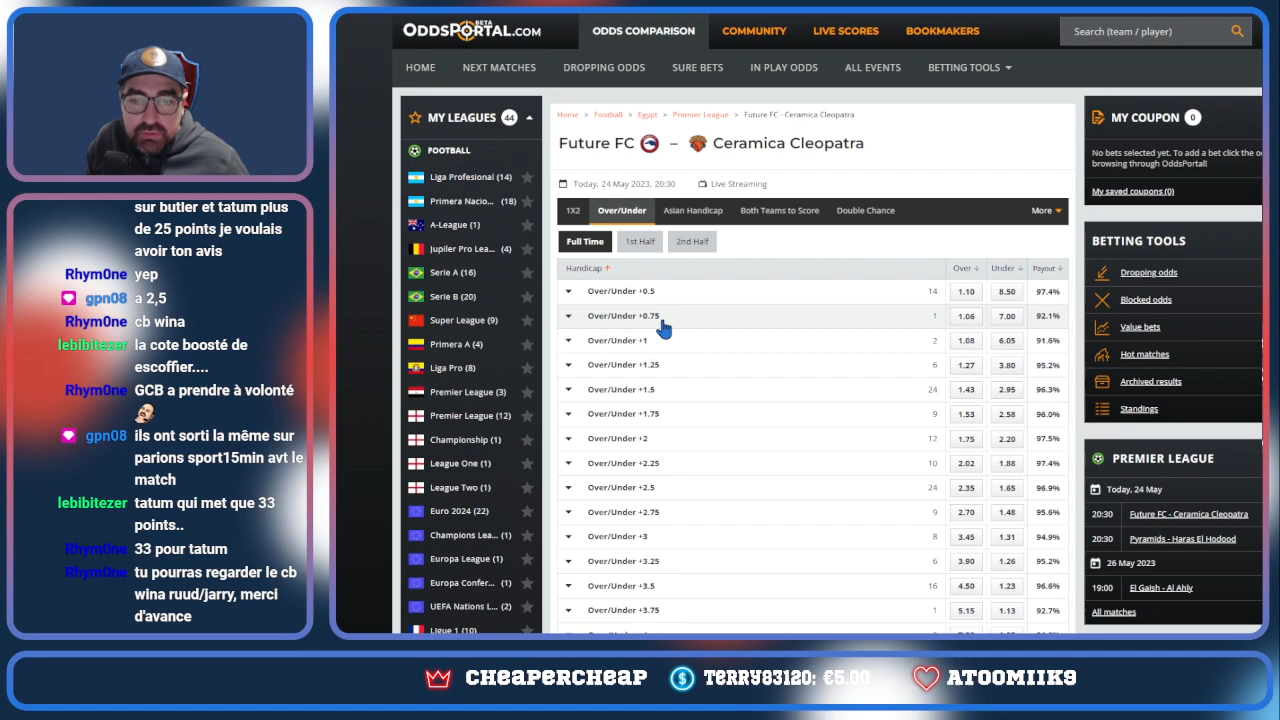 sur butler et tatum plus
de 25 points je voulais
avoir ton avis
Rhym0ne yep
gpn08 a 2,5
Rhym0ne cb wina
lebibitezer la cote boosté de
escoffier....
Rhym0ne GCB a prendre à volonté
gpn08 ils ont sorti la même sur
parions sport15min avt le
match
lebibitezer tatum qui met que 33
points..
Rhym0ne 33 pour tatum
Rhym0ne tu pourras regarder le cb
wina ruud/jarry, merci
d'avance
BETA
ODDSPORTAL.COM
ODDS COMPARISON COMMUNITY LIVE SCORES BOOKMAKERS
Search (team / player)
HOME NEXT MATCHES DROPPING ODDS SURE BETS IN PLAY ODDS ALL EVENTS BETTING TOOLS
MY LEAGUES 44
FOOTBALL
Liga Profesional (14)
Primera Nacio... (18)
A-League (1)
Jupiler Pro Lea... (4)
Serie A (16)
Serie B (20)
Super League (9)
Primera A (4)
Liga Pro (8)
Premier League (3)
Premier League (12)
Championship (1)
League One (1)
League Two (1)
Euro 2024 (22)
Champions Lea... (1)
Europa League (1)
Europa Confer... (1)
UEFA Nations L... (2)
Ligue 1 (10)
Home > Football > Egypt > Premier League > Future FC - Ceramica Cleopatra
Future FC – Ceramica Cleopatra
Today, 24 May 2023, 20:30 Live Streaming
1X2 Over/Under Asian Handicap Both Teams to Score Double Chance More
Full Time 1st Half 2nd Half
Handicap Over Under Payout
Over/Under +0.5 14 1.10 8.50 97.4%
Over/Under +0.75 1 1.06 7.00 92.1%
Over/Under +1 2 1.08 6.05 91.6%
Over/Under +1.25 6 1.27 3.80 95.2%
Over/Under +1.5 24 1.43 2.95 96.3%
Over/Under +1.75 9 1.53 2.58 96.0%
Over/Under +2 12 1.75 2.20 97.5%
Over/Under +2.25 10 2.02 1.88 97.4%
Over/Under +2.5 24 2.35 1.65 96.9%
Over/Under +2.75 9 2.70 1.48 95.6%
Over/Under +3 8 3.45 1.31 94.9%
Over/Under +3.25 6 3.90 1.26 95.2%
Over/Under +3.5 16 4.50 1.23 96.6%
Over/Under +3.75 1 5.15 1.13 92.7%
MY COUPON 0
No bets selected yet. To add a bet click the o
browsing through OddsPortal!
My saved coupons (0)
BETTING TOOLS
Dropping odds
Blocked odds
Value bets
Hot matches
Archived results
Standings
PREMIER LEAGUE
Today, 24 May
20:30 Future FC - Ceramica Cleopatra
20:30 Pyramids - Haras El Hodood
26 May 2023
19:00 El Gaish - Al Ahly
All matches
CHEAPERCHEAP TERRY83120: €5.00 ATOOMIIK9